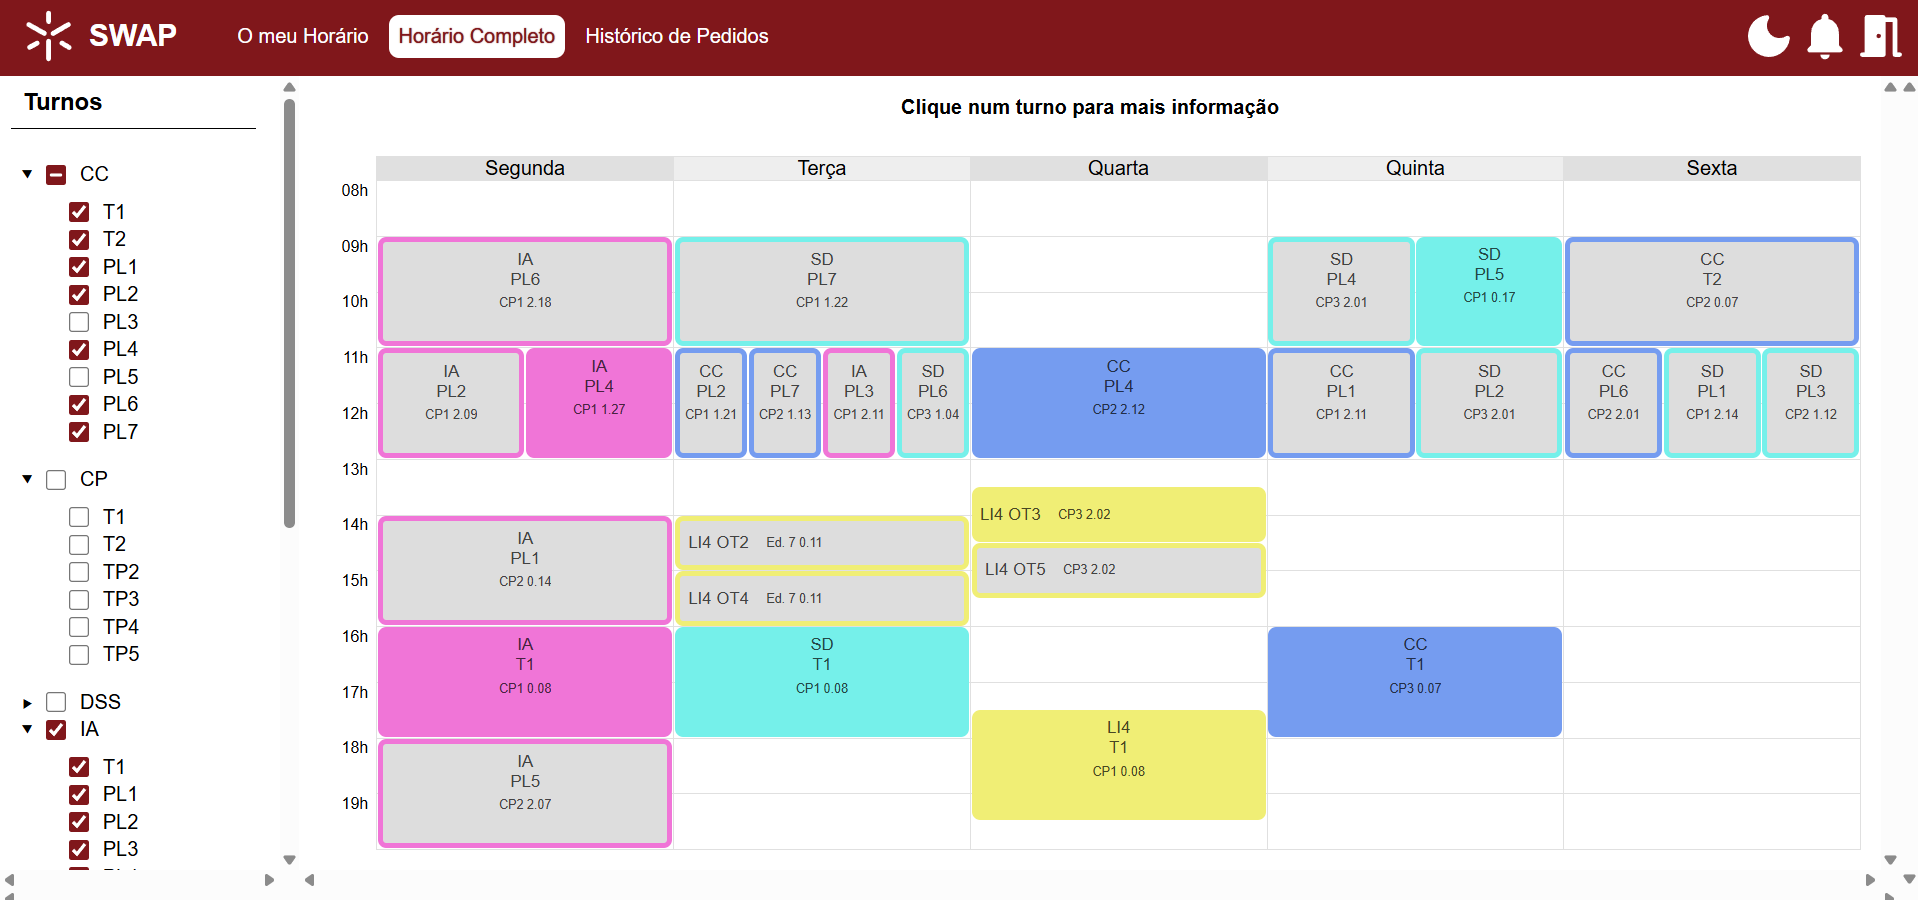 SWAP
O meu Horário
Horário Completo
Histórico de Pedidos
Turnos
CC
T1
T2
PL1
PL2
PL3
PL4
PL5
PL6
PL7
CP
T1
T2
TP2
TP3
TP4
TP5
DSS
IA
T1
PL1
PL2
PL3
Clique num turno para mais informação
Segunda
Terça
Quarta
Quinta
Sexta
08h
09h
IA
PL6
CP1 2.18
SD
PL7
CP1 1.22
SD
PL4
CP3 2.01
SD
PL5
CP1 0.17
CC
T2
CP2 0.07
10h
11h
IA
PL2
CP1 2.09
IA
PL4
CP1 1.27
CC
PL2
CP1 1.21
CC
PL7
CP2 1.13
IA
PL3
CP1 2.11
SD
PL6
CP3 1.04
CC
PL4
CP2 2.12
CC
PL1
CP1 2.11
SD
PL2
CP3 2.01
CC
PL6
CP2 2.01
SD
PL1
CP1 2.14
SD
PL3
CP2 1.12
12h
13h
LI4 OT3 CP3 2.02
14h
IA
PL1
CP2 0.14
LI4 OT2 Ed. 7 0.11
LI4 OT5 CP3 2.02
15h
LI4 OT4 Ed. 7 0.11
16h
IA
T1
CP1 0.08
SD
T1
CP1 0.08
CC
T1
CP3 0.07
17h
LI4
T1
CP1 0.08
18h
IA
PL5
CP2 2.07
19h